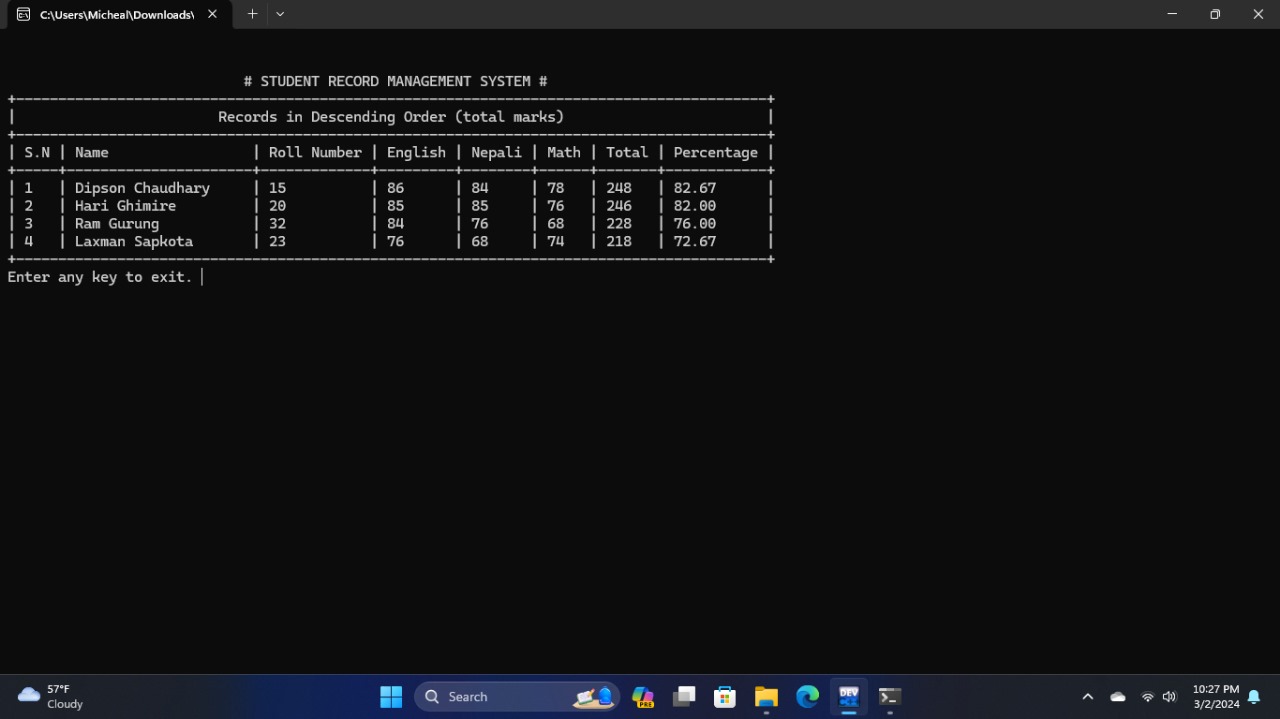 C:\Users\Micheal\Downloads\
# STUDENT RECORD MANAGEMENT SYSTEM #
Records in Descending Order (total marks)
| S.N | Name | Roll Number | English | Nepali | Math | Total | Percentage |
| 1 | Dipson Chaudhary | 15 | 86 | 84 | 78 | 248 | 82.67 |
| 2 | Hari Ghimire | 20 | 85 | 85 | 76 | 246 | 82.00 |
| 3 | Ram Gurung | 32 | 84 | 76 | 68 | 228 | 76.00 |
| 4 | Laxman Sapkota | 23 | 76 | 68 | 74 | 218 | 72.67 |
Enter any key to exit.
57°F
Cloudy
Search
PRE
DEV
10:27 PM
3/2/2024